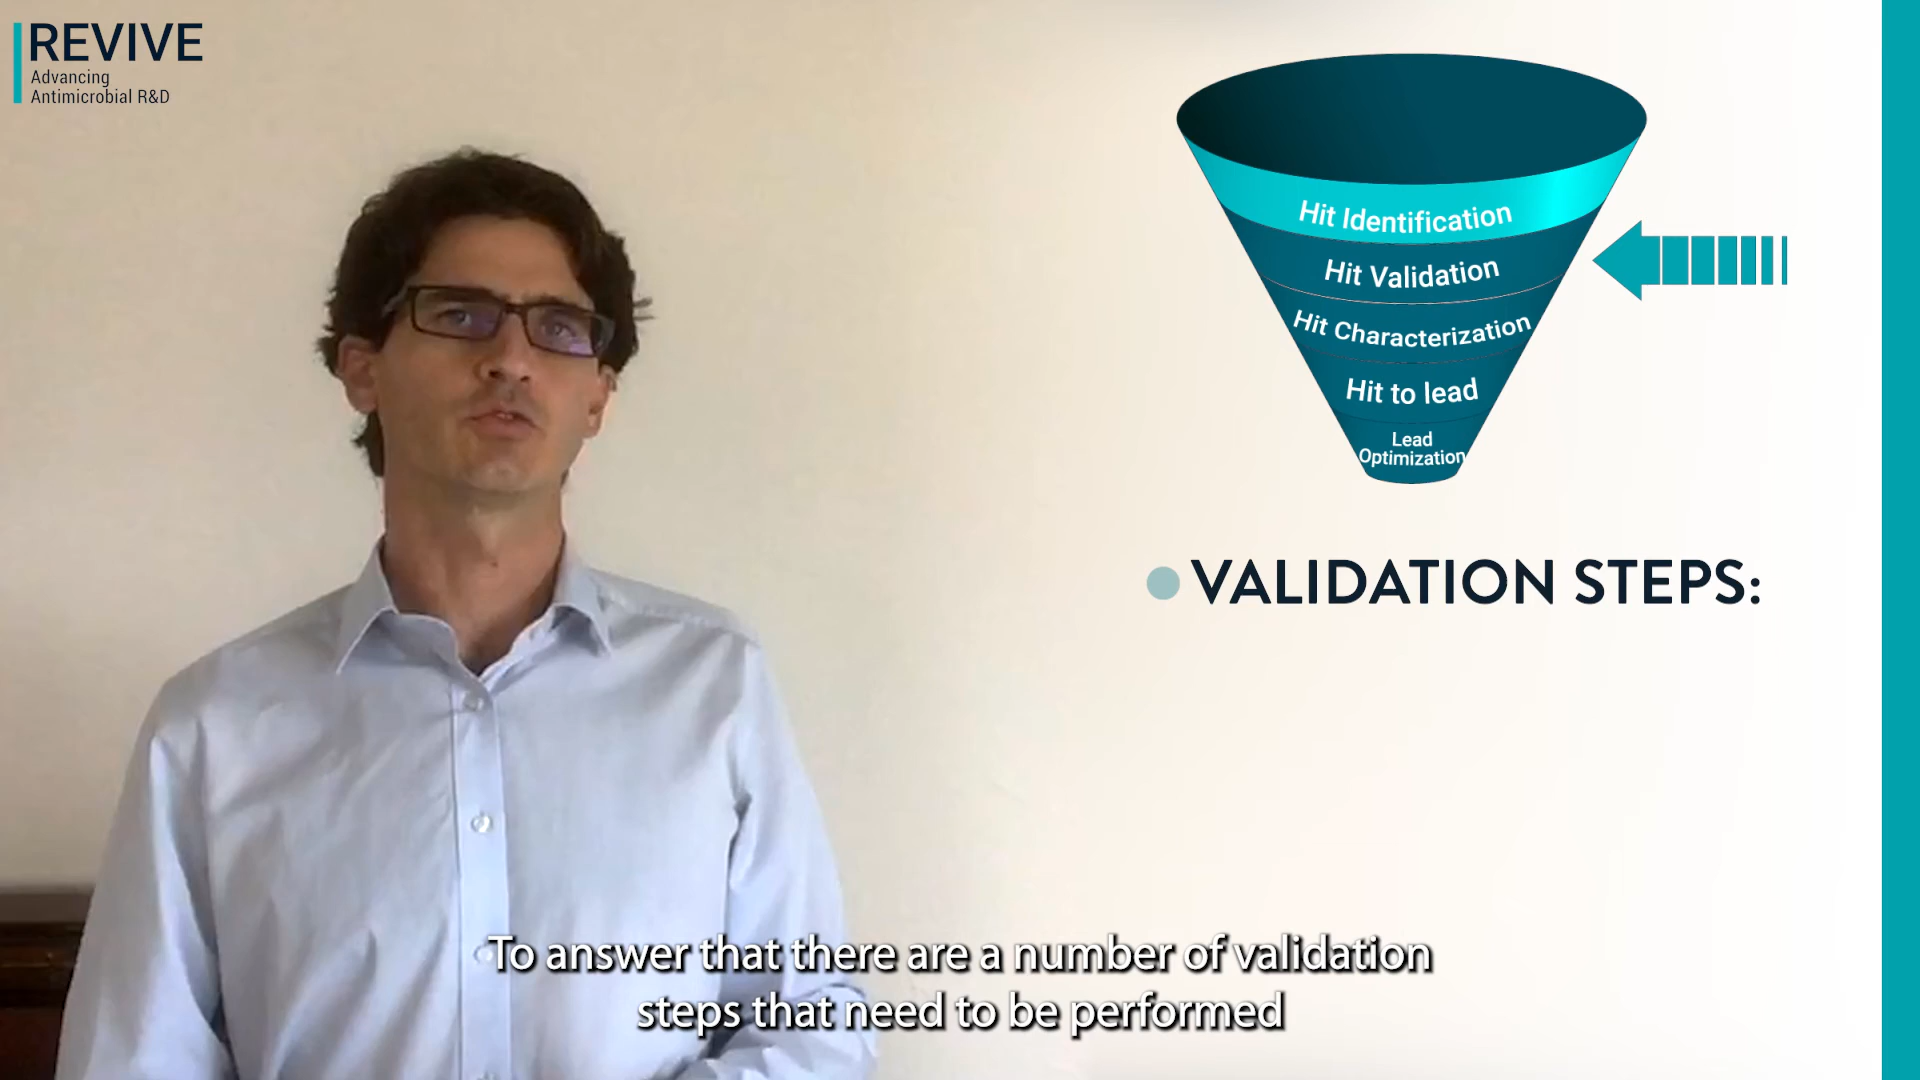 REVIVE
Advancing
Antimicrobial R&D
Hit Identification
Hit Validation
Hit Characterization
Hit to lead
Lead
Optimization
VALIDATION STEPS:
To answer that there are a number of validation
steps that need to be performed